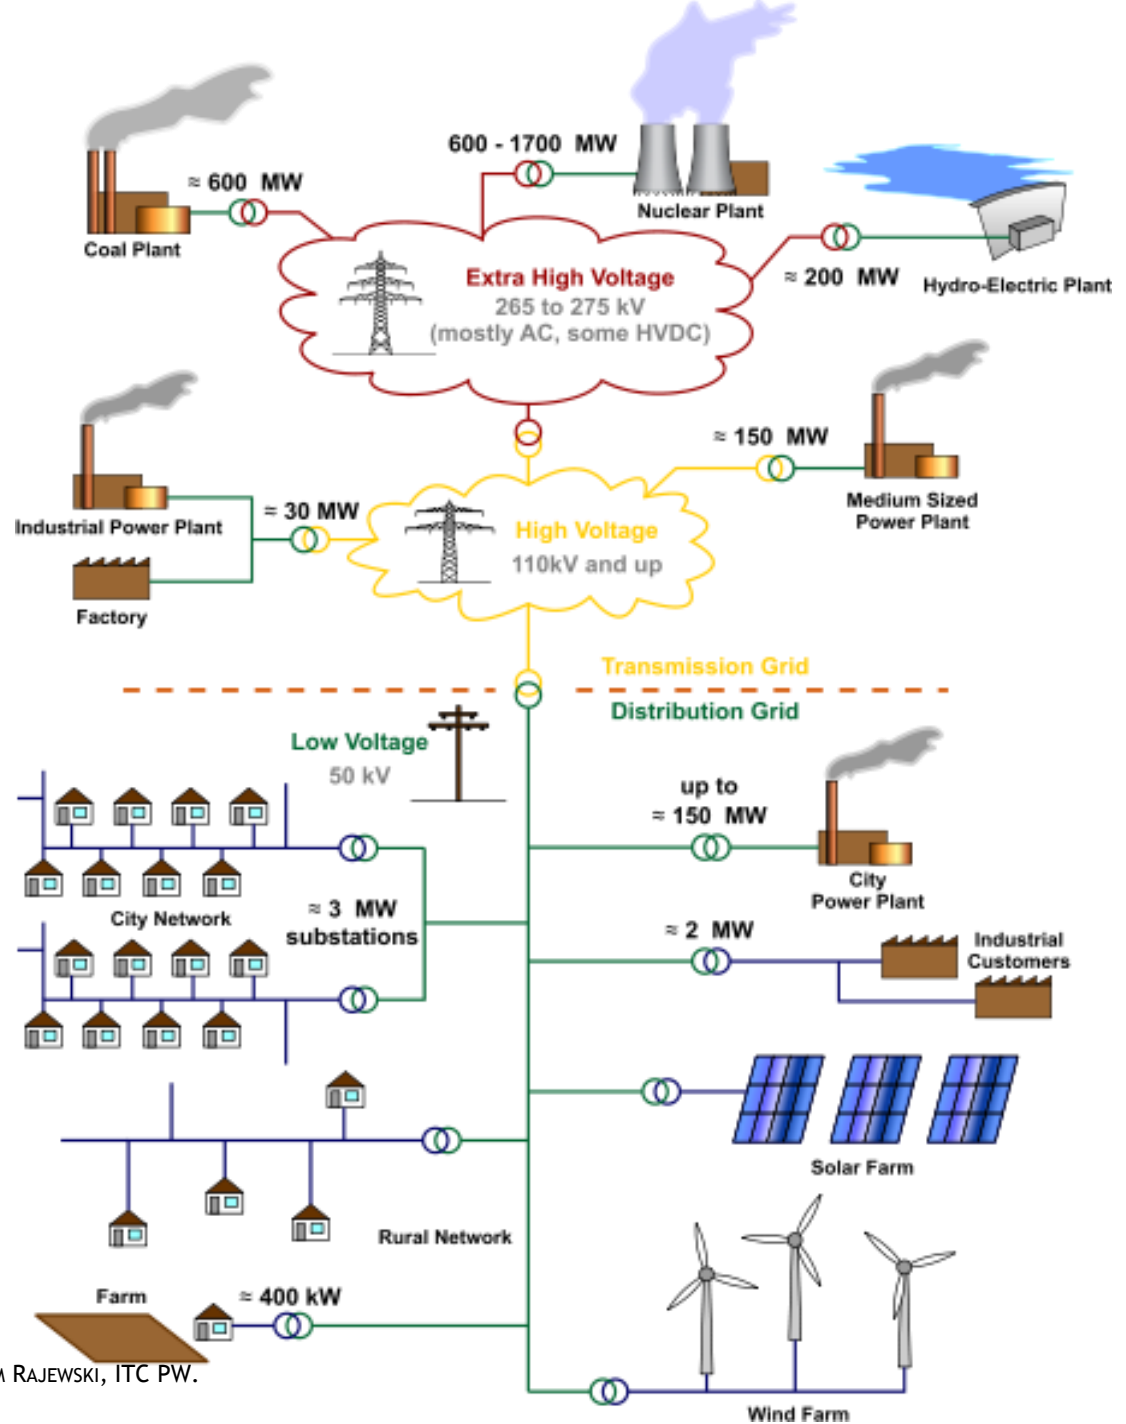 600 - 1700 MW
≈ 600 MW
Nuclear Plant
Coal Plant
≈ 200 MW
Hydro-Electric Plant
Extra High Voltage
265 to 275 kV
(mostly AC, some HVDC)
≈ 150 MW
Medium Sized
Power Plant
Industrial Power Plant
≈ 30 MW
Factory
High Voltage
110kV and up
Transmission Grid
Distribution Grid
Low Voltage
50 kV
up to
≈ 150 MW
City
Power Plant
City Network
≈ 3 MW
substations
≈ 2 MW
Industrial
Customers
Solar Farm
Rural Network
Farm
≈ 400 kW
RAJEWSKI, ITC PW.
Wind Farm